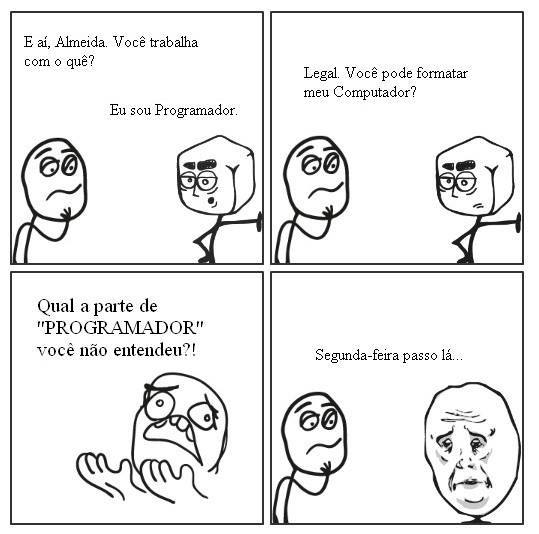 E aí, Almeida. Você trabalha
com o quê?
Eu sou Programador.
Legal. Você pode formatar
meu Computador?
Qual a parte de
"PROGRAMADOR"
você não entendeu?!
Segunda-feira passo lá...